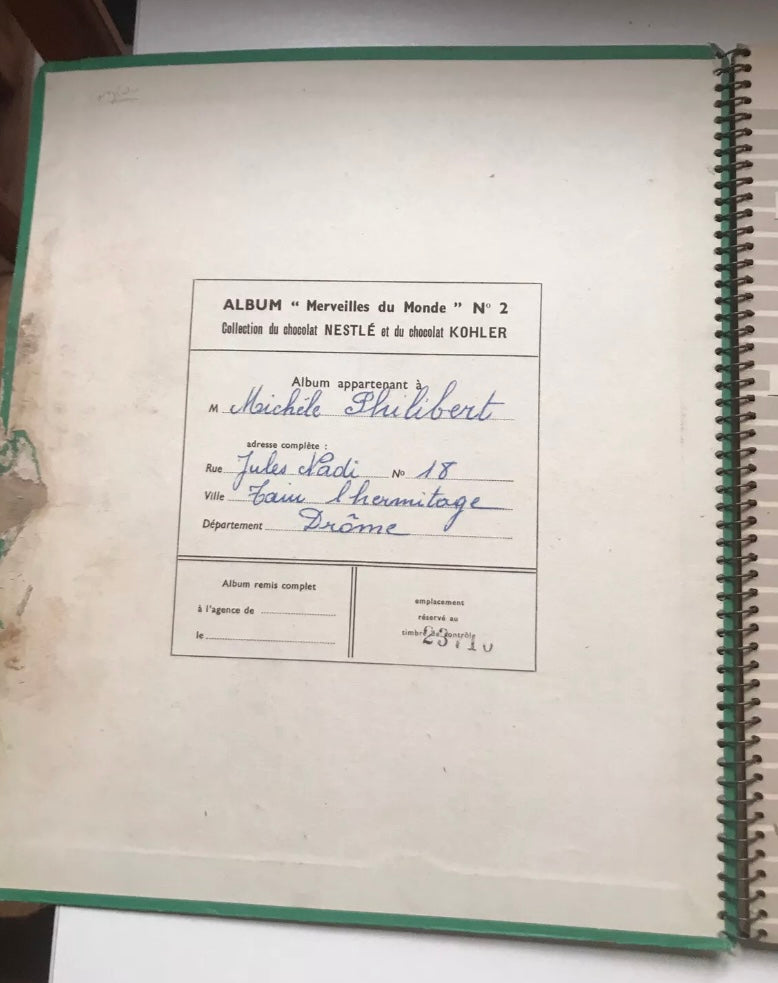 ALBUM “ Merveilles du Monde ” Nº 2
Collection du chocolat NESTLÉ et du chocolat KOHLER
Album appartenant à
M Michèle Philibert
adresse complète :
Rue Jules Nadi Nº 18
Ville Tain l'hermitage
Département Drôme
Album remis complet
à l'agence de
le
emplacement
réservé au
timbre de contrôle